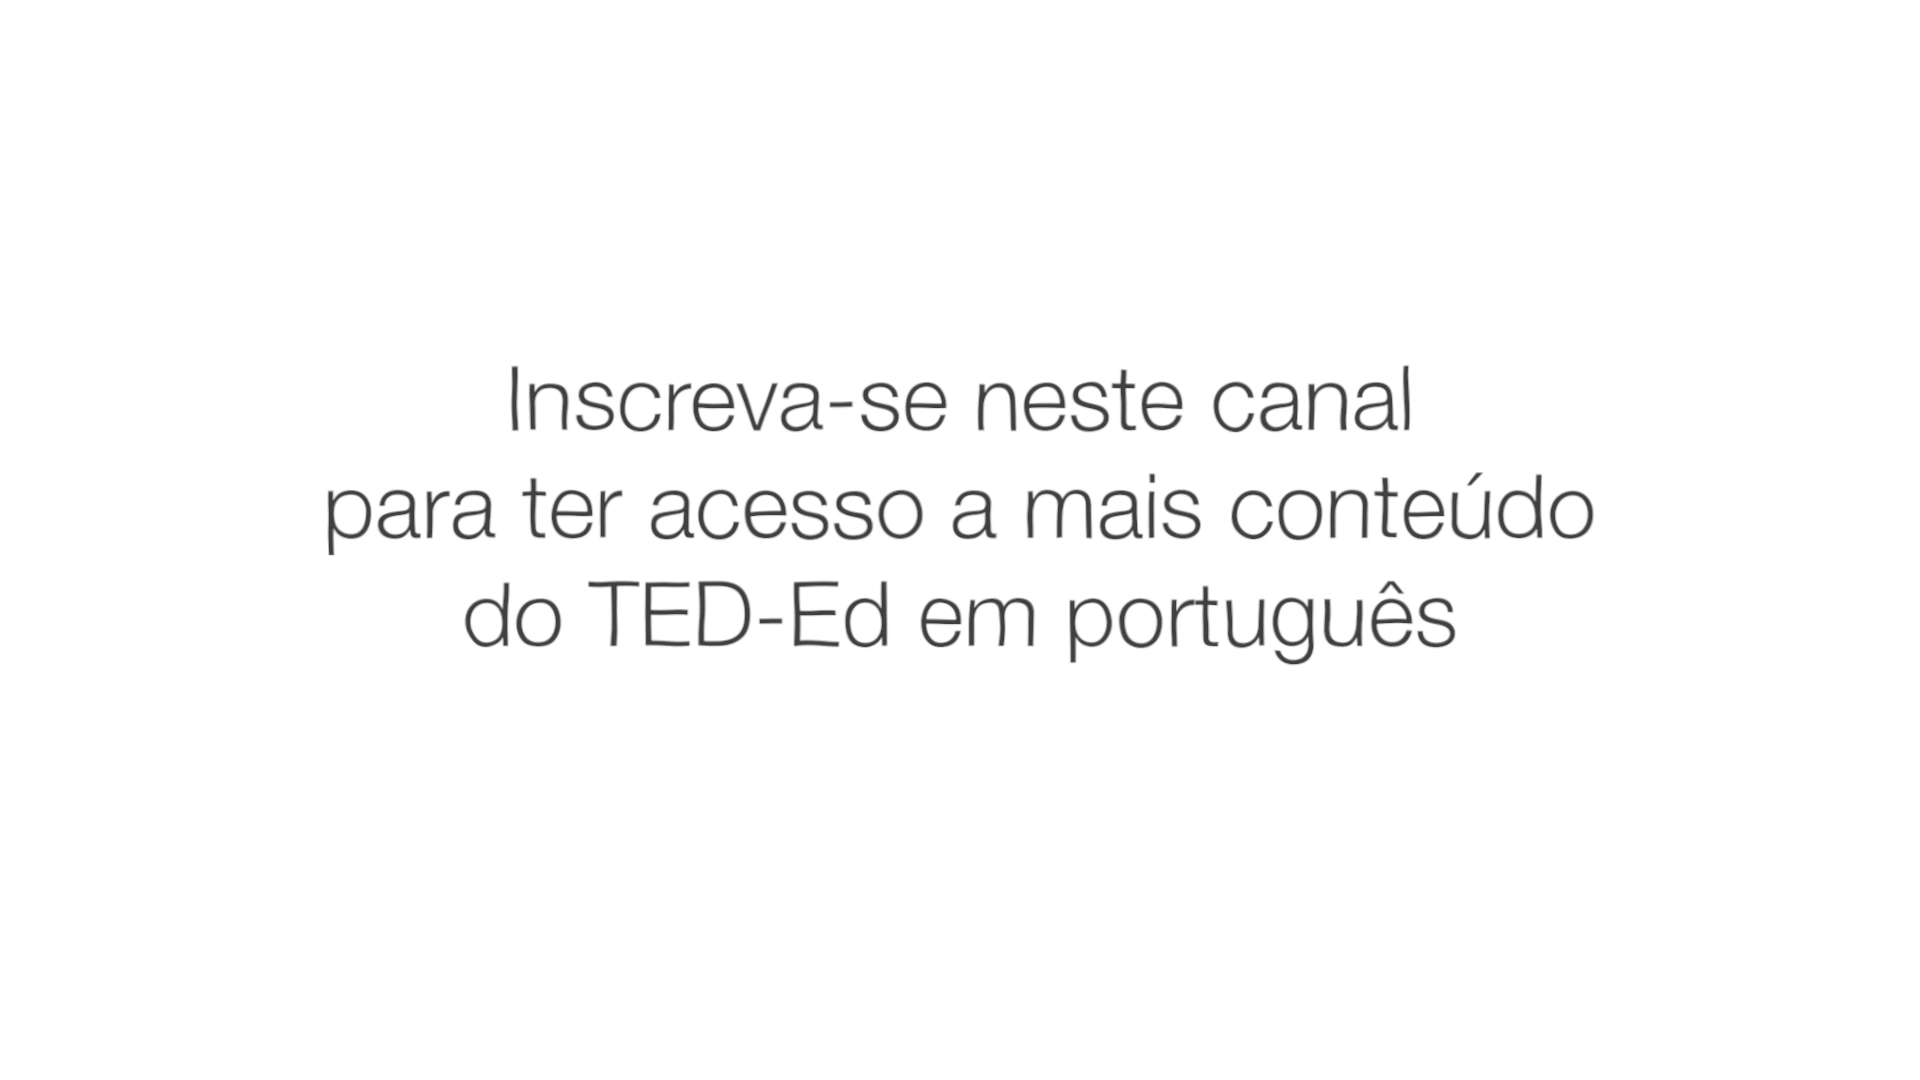 Inscreva-se neste canal
para ter acesso a mais conteúdo
do TED-Ed em português